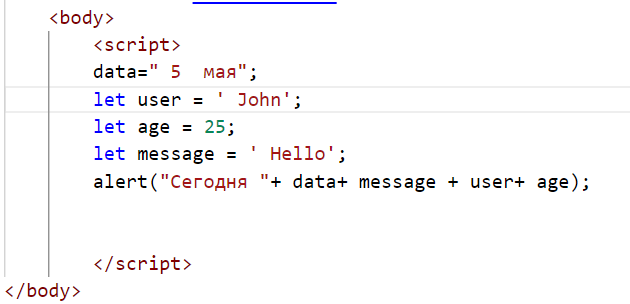 <body>
<script>
data=" 5  мая";
let user = ' John';
let age = 25;
let message = ' Hello';
alert("Сегодня "+ data+ message + user+ age);
</script>
</body>